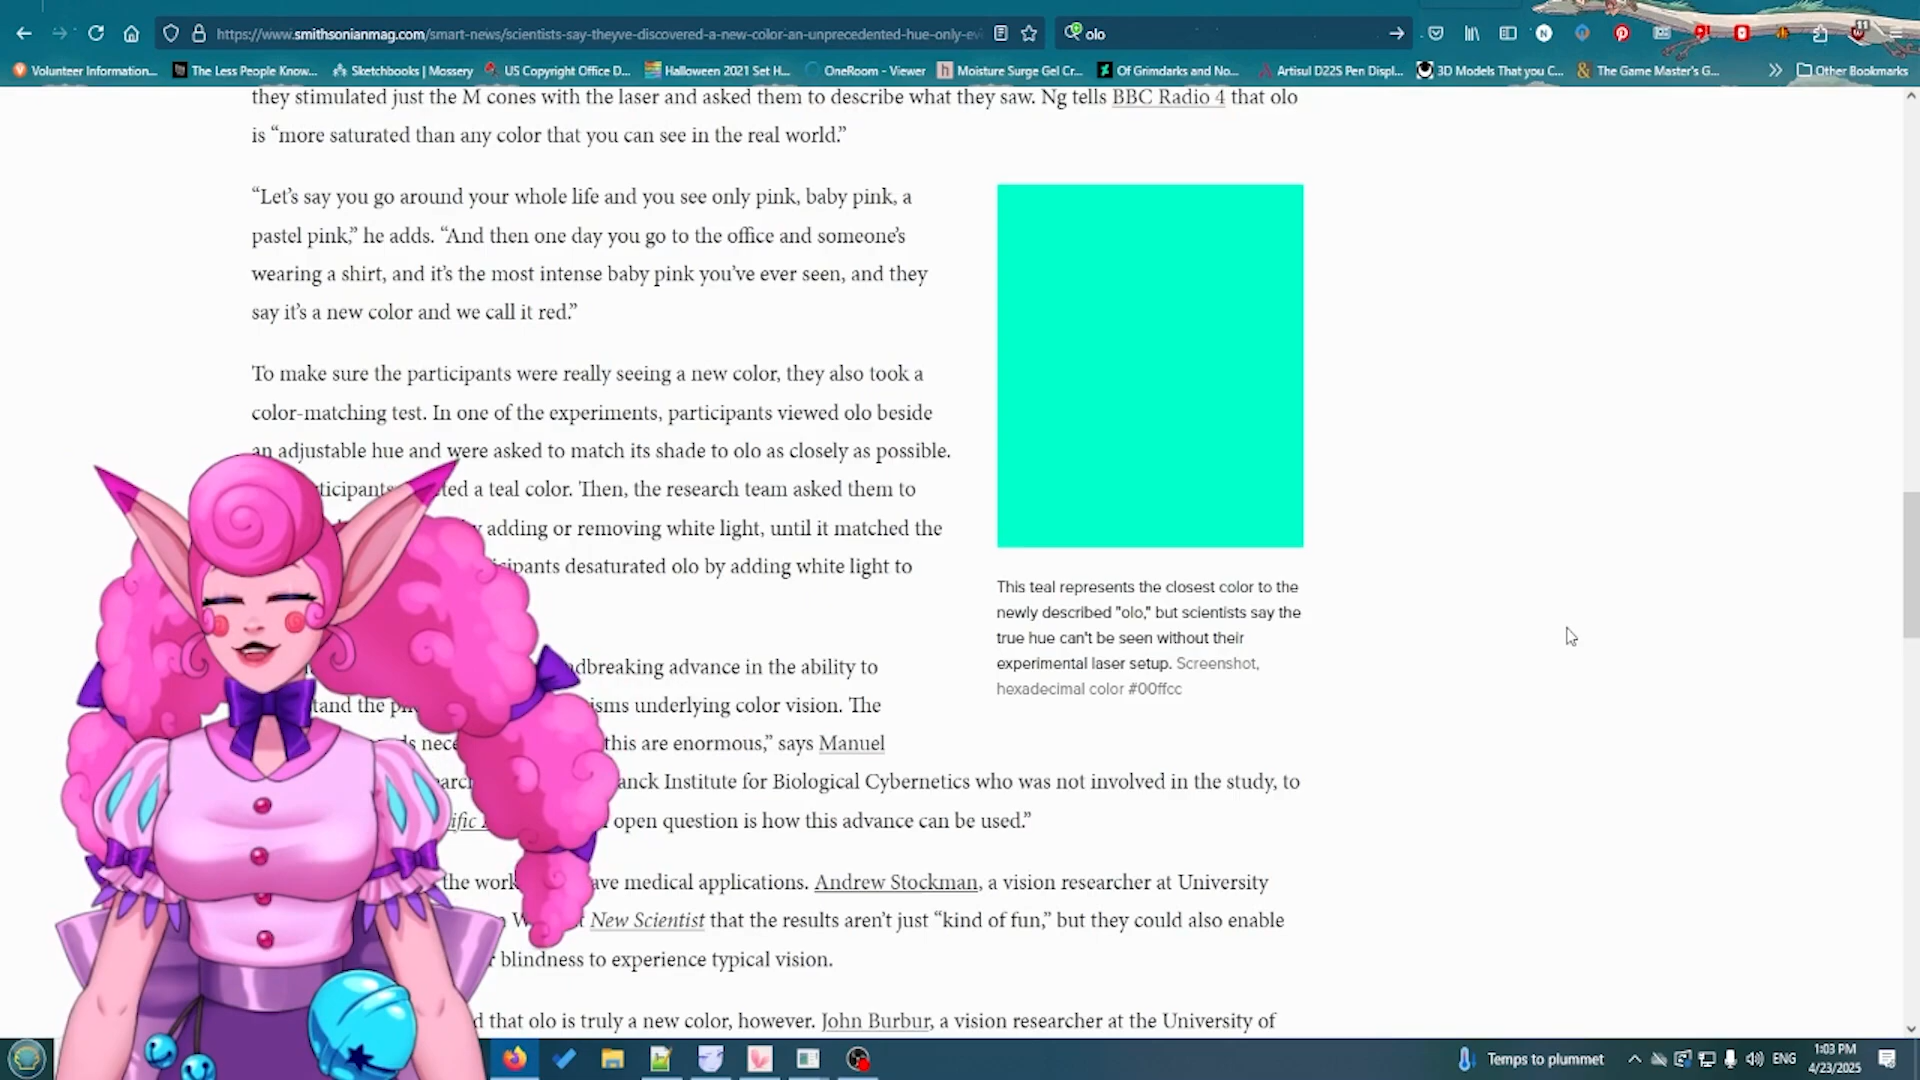 https://www.smithsonianmag.com/smart-news/scientists-say-theyve-discovered-a-new-color-an-unprecedented-hue-only-ev
olo
11
Volunteer Information... The Less People Know... Sketchbooks | Mossery US Copyright Office D... Halloween 2021 Set H... OneRoom - Viewer Moisture Surge Gel Cr... Of Grimdarks and No... Artisul D22S Pen Displ... 3D Models That you C... The Game Master's G... Other Bookmarks
they stimulated just the M cones with the laser and asked them to describe what they saw. Ng tells BBC Radio 4 that olo
is “more saturated than any color that you can see in the real world.”
“Let’s say you go around your whole life and you see only pink, baby pink, a
pastel pink,” he adds. “And then one day you go to the office and someone’s
wearing a shirt, and it’s the most intense baby pink you’ve ever seen, and they
say it’s a new color and we call it red.”
To make sure the participants were really seeing a new color, they also took a
color-matching test. In one of the experiments, participants viewed olo beside
an adjustable hue and were asked to match its shade to olo as closely as possible.
a teal color. Then, the research team asked them to
adding or removing white light, until it matched the
desaturated olo by adding white light to
This teal represents the closest color to the
newly described "olo," but scientists say the
true hue can't be seen without their
experimental laser setup. Screenshot,
hexadecimal color #00ffcc
advance in the ability to
the underlying color vision. The
this are enormous,” says Manuel
Institute for Biological Cybernetics who was not involved in the study, to
open question is how this advance can be used.”
the work medical applications. Andrew Stockman, a vision researcher at University
New Scientist that the results aren’t just “kind of fun,” but they could also enable
blindness to experience typical vision.
that olo is truly a new color, however. John Burbur, a vision researcher at the University of
Temps to plummet ENG 1:03 PM
4/23/2025